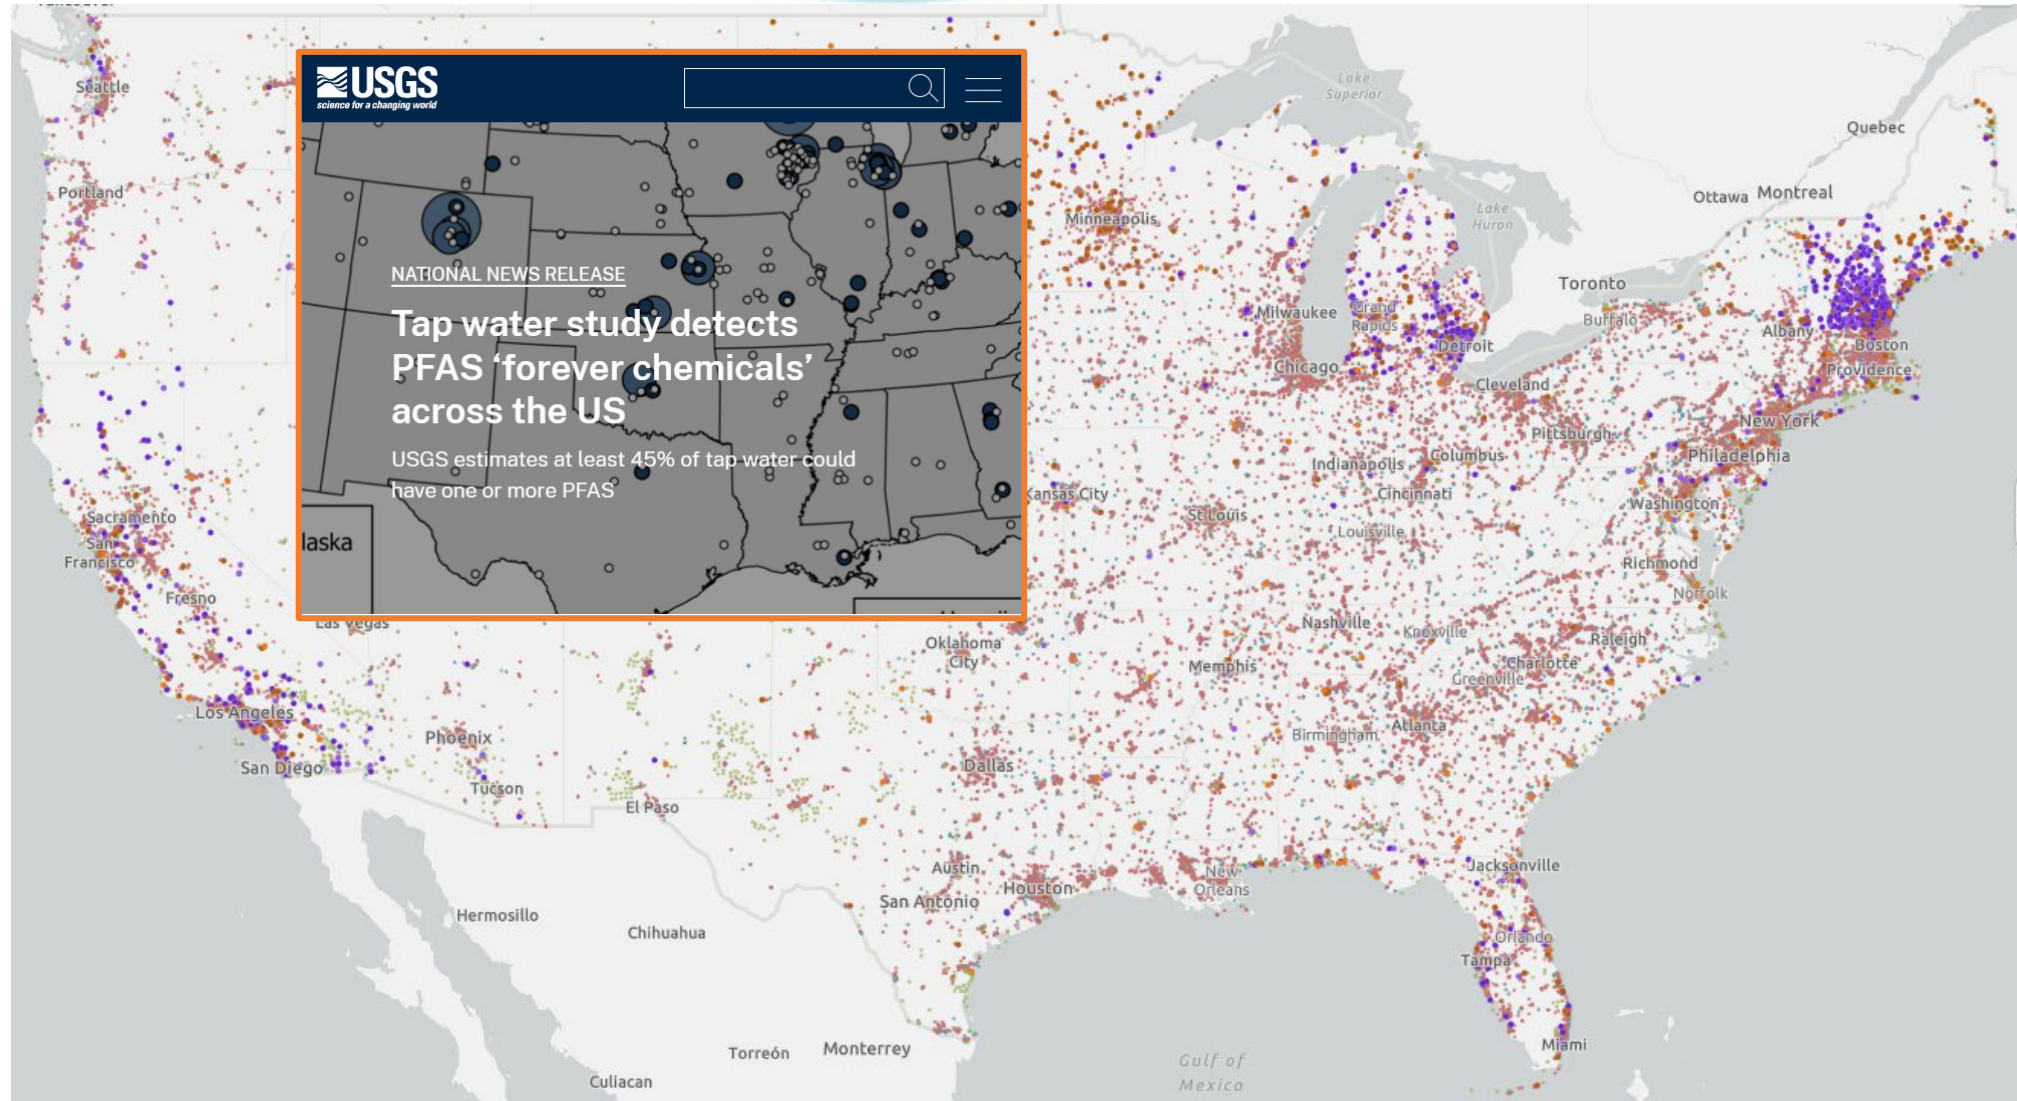 Seattle
Portland
USGS
science for a changing world
NATIONAL NEWS RELEASE
Tap water study detects
PFAS ‘forever chemicals’
across the US
USGS estimates at least 45% of tap water could
have one or more PFAS
laska
Lake
Superior
Quebec
Ottawa
Montreal
Minneapolis
Lake
Huron
Toronto
Milwaukee
Grand
Rapids
Buffalo
Albany
Detroit
Boston
Chicago
Providence
Cleveland
New York
Pittsburgh
Philadelphia
Columbus
Indianapolis
Kansas City
Cincinnati
Washington
St Louis
Louisville
Sacramento
San
Francisco
Richmond
Norfolk
Fresno
Las Vegas
Nashville
Knoxville
Raleigh
Oklahoma
City
Memphis
Charlotte
Greenville
Los Angeles
Phoenix
Atlanta
Birmingham
San Diego
Dallas
Tucson
El Paso
Austin
Jacksonville
New
Orleans
Houston
San Antonio
Hermosillo
Chihuahua
Orlando
Tampa
Torreón
Monterrey
Miami
Gulf of
Mexico
Culiacan